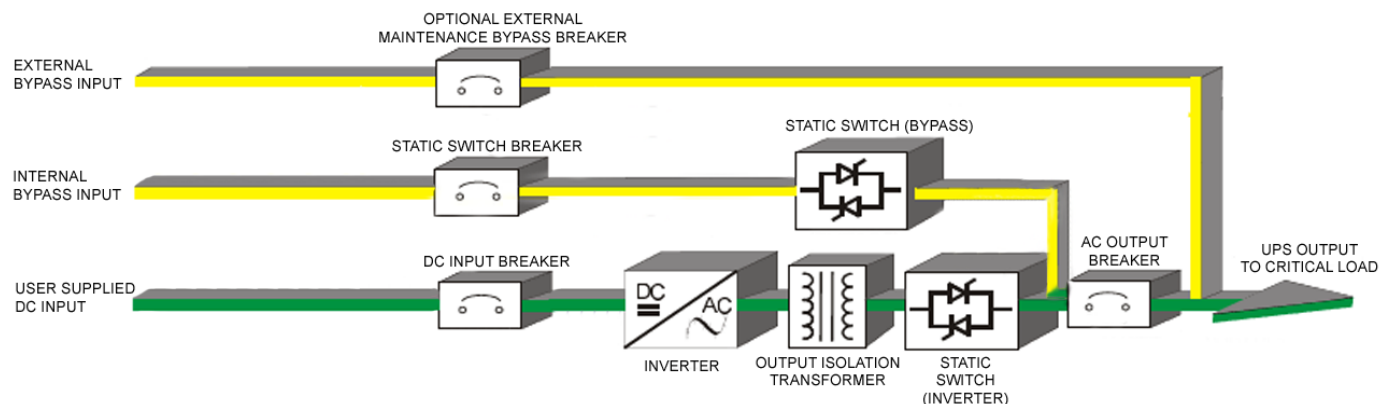 OPTIONAL EXTERNAL
MAINTENANCE BYPASS BREAKER
EXTERNAL
BYPASS INPUT
STATIC SWITCH (BYPASS)
STATIC SWITCH BREAKER
INTERNAL
BYPASS INPUT
AC OUTPUT
BREAKER
UPS OUTPUT
TO CRITICAL LOAD
DC INPUT BREAKER
USER SUPPLIED
DC INPUT
DC
AC
INVERTER
OUTPUT ISOLATION
TRANSFORMER
STATIC
SWITCH
(INVERTER)